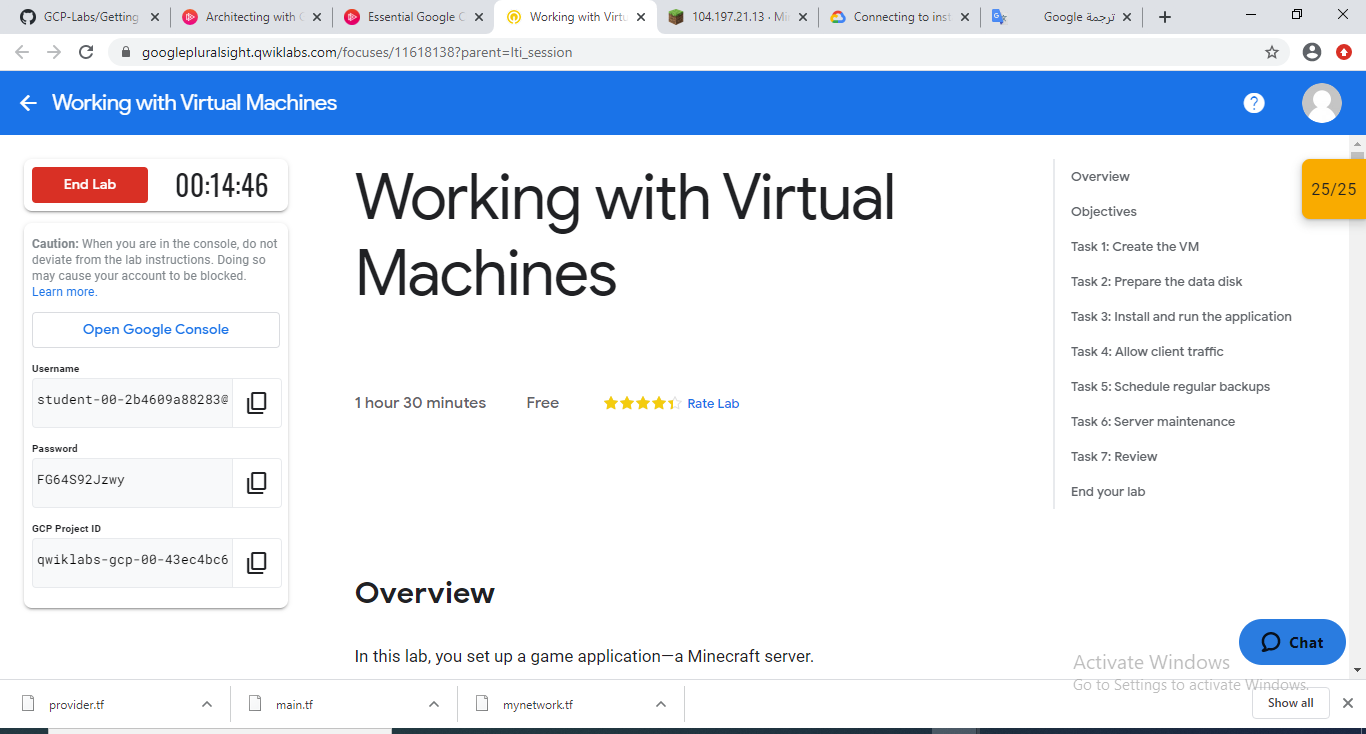 GCP-Labs/Getting
Architecting with G
Essential Google C
Working with Virtu
104.197.21.13 · Mi
Connecting to inst
ترجمة Google
googlepluralsight.qwiklabs.com/focuses/11618138?parent=lti_session
Working with Virtual Machines
?
End Lab
00:14:46
Caution: When you are in the console, do not
deviate from the lab instructions. Doing so
may cause your account to be blocked.
Learn more.
Open Google Console
Username
student-00-2b4609a88283@
Password
FG64S92Jzwy
GCP Project ID
qwiklabs-gcp-00-43ec4bc6
Working with Virtual
Machines
1 hour 30 minutes
Free
Rate Lab
Overview
In this lab, you set up a game application—a Minecraft server.
Overview
Objectives
Task 1: Create the VM
Task 2: Prepare the data disk
Task 3: Install and run the application
Task 4: Allow client traffic
Task 5: Schedule regular backups
Task 6: Server maintenance
Task 7: Review
End your lab
25/25
Chat
Activate Windows
Go to Settings to activate Windows.
provider.tf
main.tf
mynetwork.tf
Show all